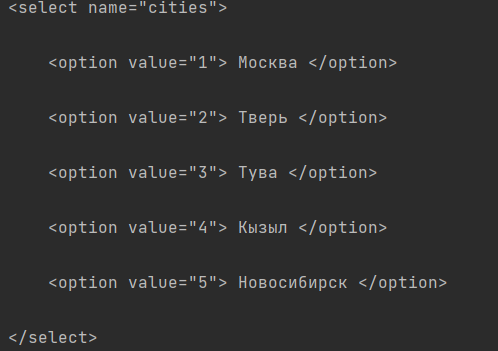 <select name="cities">
<option value="1"> Москва </option>
<option value="2"> Тверь </option>
<option value="3"> Тува </option>
<option value="4"> Кызыл </option>
<option value="5"> Новосибирск </option>
</select>